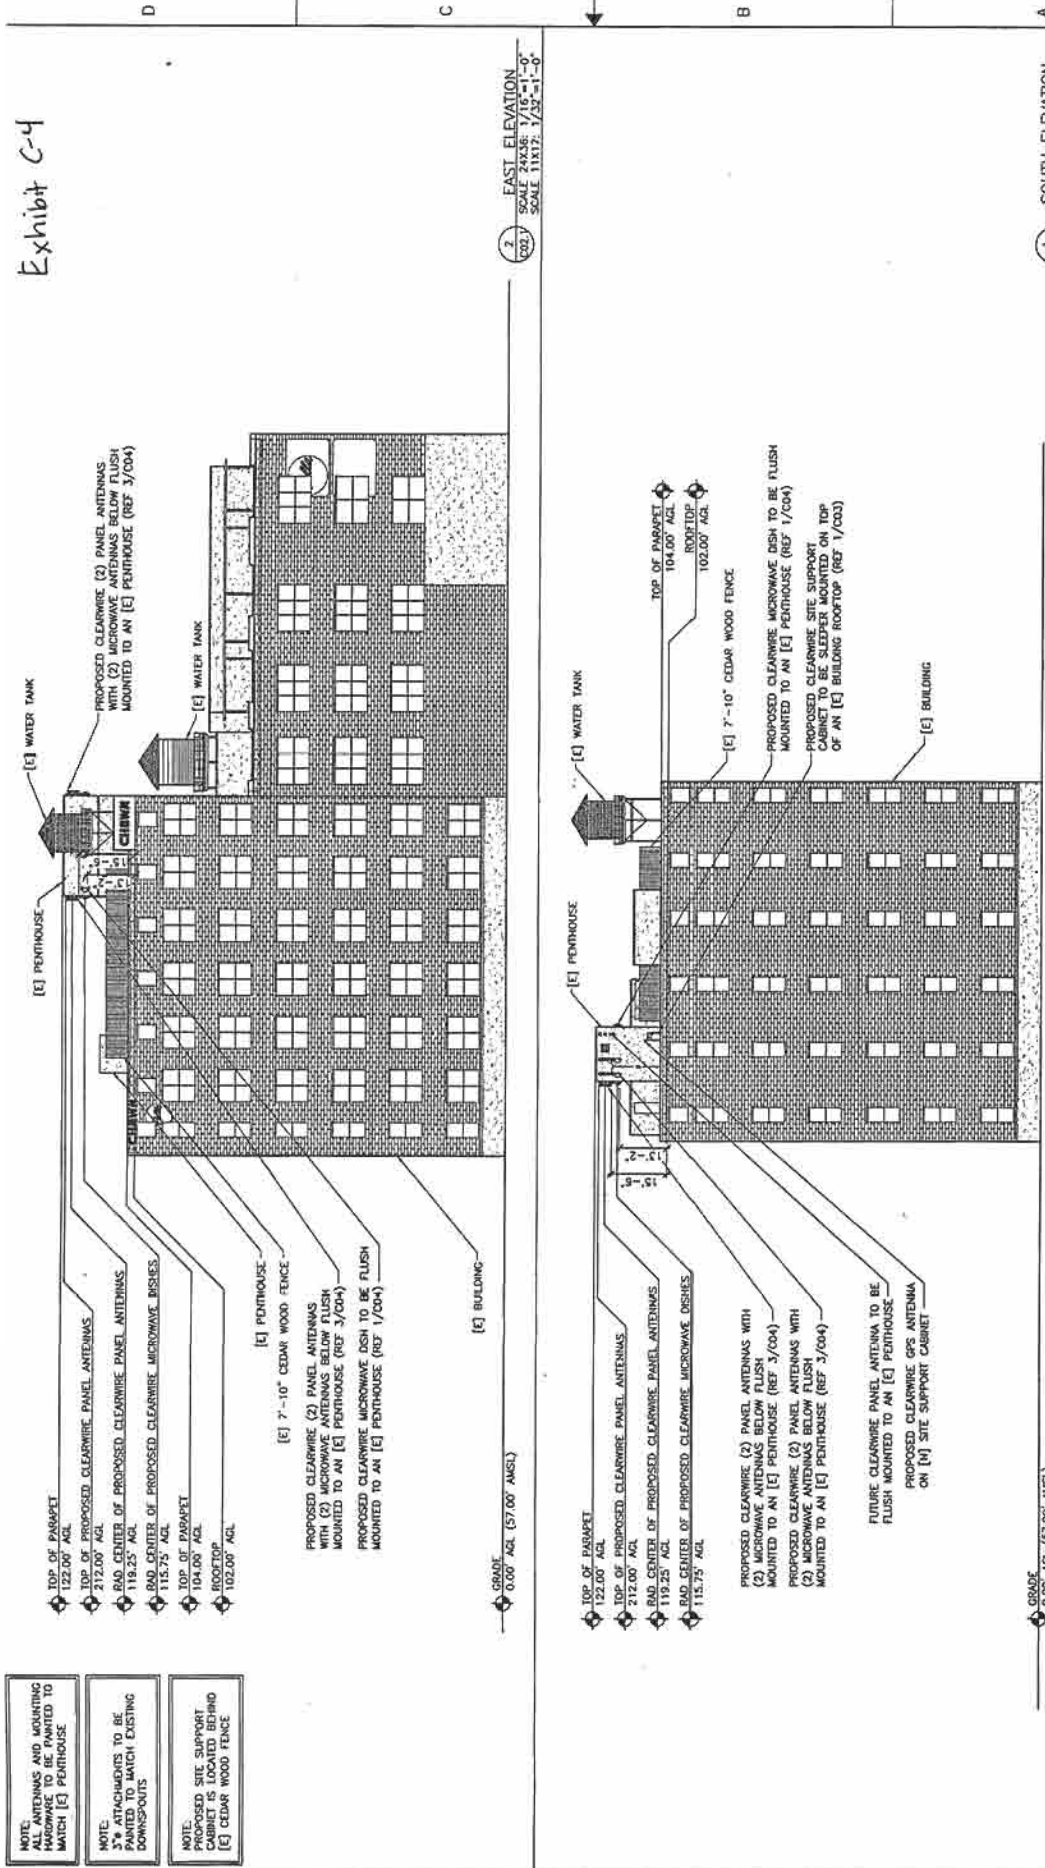 Exhibit C-4
D
C
B
A
NOTE:
ALL ANTENNAS AND MOUNTING
HARDWARE TO BE PAINTED TO
MATCH [E] PENTHOUSE
NOTE:
3"ø ATTACHMENTS TO BE
PAINTED TO MATCH EXISTING
DOWNSPOUTS
NOTE:
PROPOSED SITE SUPPORT
CABINET IS LOCATED BEHIND
[E] CEDAR WOOD FENCE
TOP OF PARAPET
122.00' AGL
TOP OF PROPOSED CLEARWIRE PANEL ANTENNAS
212.00' AGL
RAD CENTER OF PROPOSED CLEARWIRE PANEL ANTENNAS
119.25' AGL
RAD CENTER OF PROPOSED CLEARWIRE MICROWAVE DISHES
115.75' AGL
TOP OF PARAPET
104.00' AGL
ROOFTOP
102.00' AGL
[E] PENTHOUSE
[E] 7'-10" CEDAR WOOD FENCE
PROPOSED CLEARWIRE (2) PANEL ANTENNAS
WITH (2) MICROWAVE ANTENNAS BELOW FLUSH
MOUNTED TO AN [E] PENTHOUSE (REF 3/C04)
PROPOSED CLEARWIRE MICROWAVE DISH TO BE FLUSH
MOUNTED TO AN [E] PENTHOUSE (REF 1/C04)
[E] BUILDING
GRADE
0.00' AGL (57.00' AMSL)
[E] PENTHOUSE
[E] WATER TANK
PROPOSED CLEARWIRE (2) PANEL ANTENNAS
WITH (2) MICROWAVE ANTENNAS BELOW FLUSH
MOUNTED TO AN [E] PENTHOUSE (REF 3/C04)
[E] WATER TANK
13'-2"
15'-6"
CHOWN
CHOWN
2
C02.1
EAST ELEVATION
SCALE 24X36: 1/16"=1'-0"
SCALE 11X17: 1/32"=1'-0"
TOP OF PARAPET
122.00' AGL
TOP OF PROPOSED CLEARWIRE PANEL ANTENNAS
212.00' AGL
RAD CENTER OF PROPOSED CLEARWIRE PANEL ANTENNAS
119.25' AGL
RAD CENTER OF PROPOSED CLEARWIRE MICROWAVE DISHES
115.75' AGL
PROPOSED CLEARWIRE (2) PANEL ANTENNAS WITH
(2) MICROWAVE ANTENNAS BELOW FLUSH
MOUNTED TO AN [E] PENTHOUSE (REF 3/C04)
PROPOSED CLEARWIRE (2) PANEL ANTENNAS WITH
(2) MICROWAVE ANTENNAS BELOW FLUSH
MOUNTED TO AN [E] PENTHOUSE (REF 3/C04)
FUTURE CLEARWIRE PANEL ANTENNA TO BE
FLUSH MOUNTED TO AN [E] PENTHOUSE
PROPOSED CLEARWIRE GPS ANTENNA
ON [N] SITE SUPPORT CABINET
GRADE
15'-6"
13'-2"
[E] PENTHOUSE
[E] WATER TANK
TOP OF PARAPET
104.00' AGL
ROOFTOP
102.00' AGL
[E] 7'-10" CEDAR WOOD FENCE
PROPOSED CLEARWIRE MICROWAVE DISH TO BE FLUSH
MOUNTED TO AN [E] PENTHOUSE (REF 1/C04)
PROPOSED CLEARWIRE SITE SUPPORT
CABINET TO BE SLEEPER MOUNTED ON TOP
OF AN [E] BUILDING ROOFTOP (REF 1/C03)
[E] BUILDING
SOUTH ELEVATION